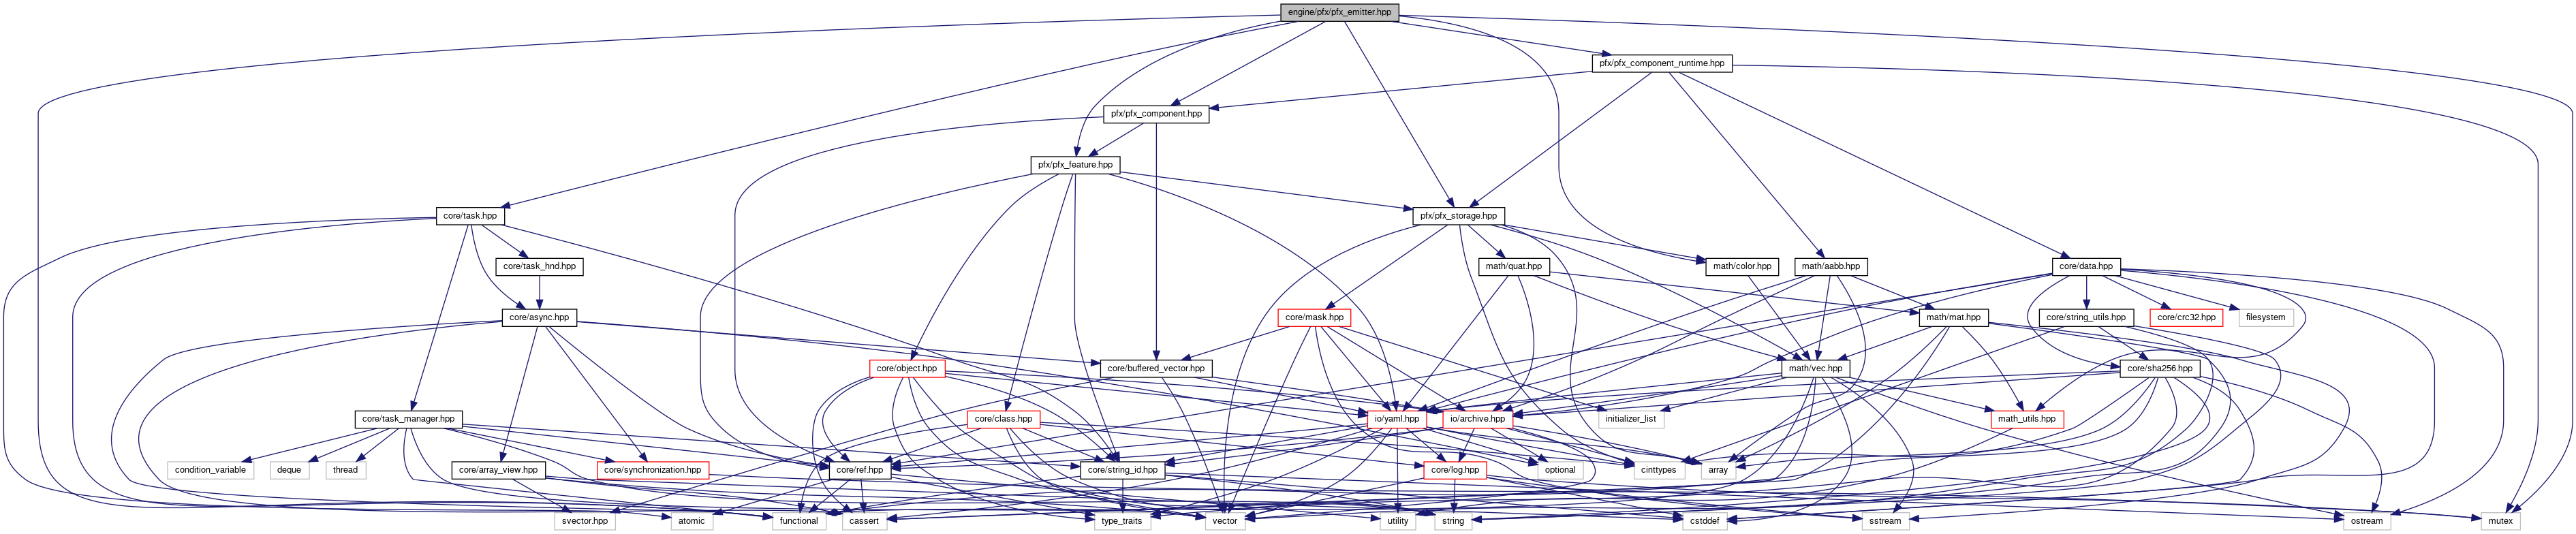 engine/pfx/pfx_emitter.hpp
pfx/pfx_component_runtime.hpp
pfx/pfx_component.hpp
pfx/pfx_feature.hpp
core/task.hpp
pfx/pfx_storage.hpp
core/task_hnd.hpp
math/quat.hpp
math/color.hpp
math/aabb.hpp
core/data.hpp
core/async.hpp
core/mask.hpp
math/mat.hpp
core/string_utils.hpp
core/crc32.hpp
filesystem
core/object.hpp
core/buffered_vector.hpp
math/vec.hpp
core/sha256.hpp
core/task_manager.hpp
core/class.hpp
io/yaml.hpp
io/archive.hpp
initializer_list
math_utils.hpp
condition_variable
deque
thread
core/array_view.hpp
core/synchronization.hpp
core/ref.hpp
core/string_id.hpp
core/log.hpp
optional
cinttypes
array
svector.hpp
atomic
functional
cassert
type_traits
vector
utility
string
cstddef
sstream
ostream
mutex